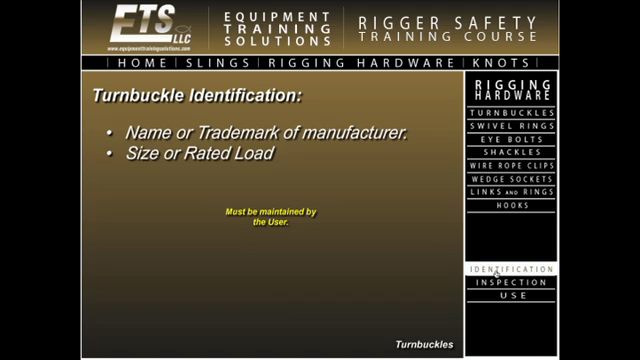 ETS
LLC
www.equipmenttrainingsolutions.com
EQUIPMENT
TRAINING
SOLUTIONS
RIGGER SAFETY
TRAINING COURSE
HOME | SLINGS | RIGGING HARDWARE | KNOTS
Turnbuckle Identification:
• Name or Trademark of manufacturer.
• Size or Rated Load
Must be maintained by
the User.
Turnbuckles
RIGGING
HARDWARE
TURNBUCKLES
SWIVEL RINGS
EYE BOLTS
SHACKLES
WIRE ROPE CLIPS
WEDGE SOCKETS
LINKS AND RINGS
HOOKS
IDENTIFICATION
INSPECTION
USE